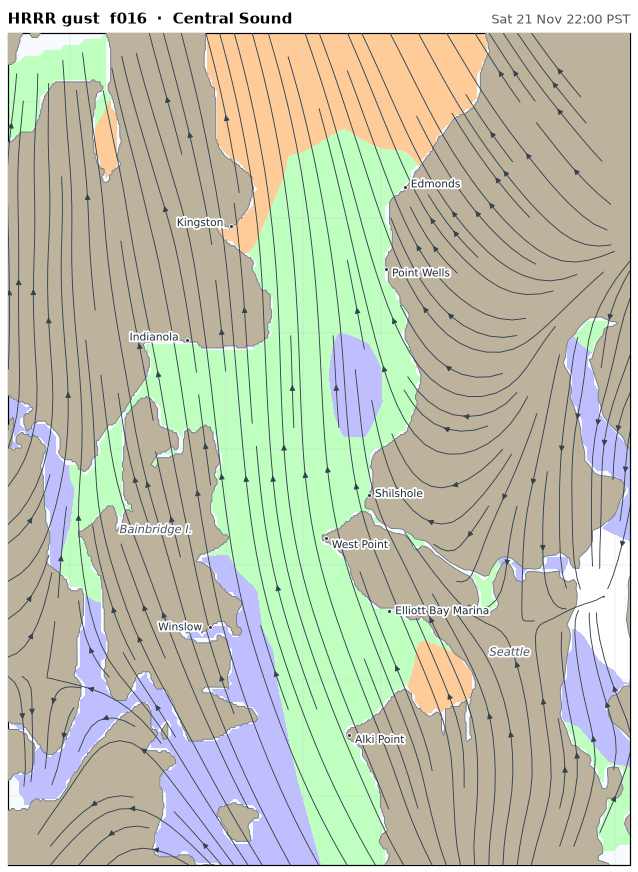 HRRR gust f016 · Central Sound
Sat 21 Nov 22:00 PST
Edmonds
Kingston
Point Wells
Indianola
Shilshole
Bainbridge I.
West Point
Elliott Bay Marina
Winslow
Seattle
Alki Point